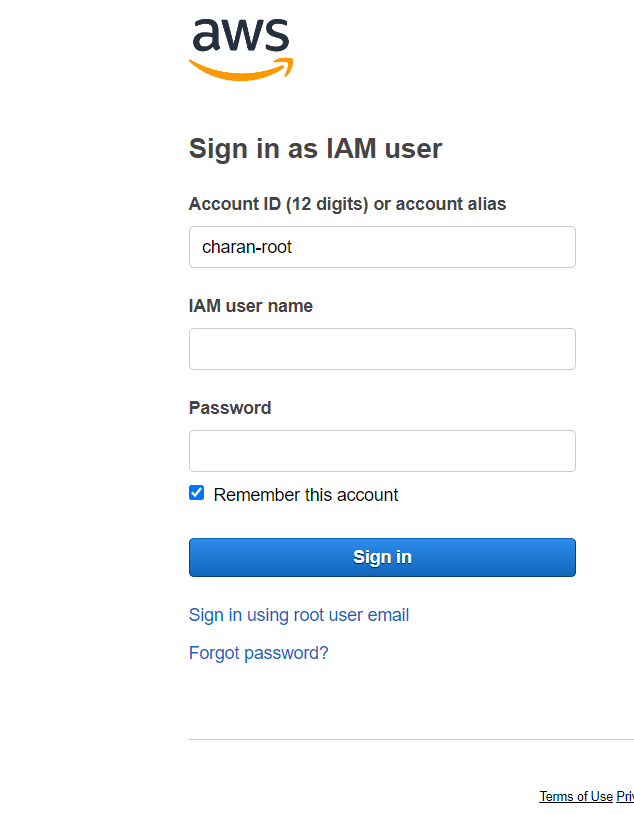 aws
Sign in as IAM user
Account ID (12 digits) or account alias
charan-root
IAM user name
Password
Remember this account
Sign in
Sign in using root user email
Forgot password?
Terms of Use Priv